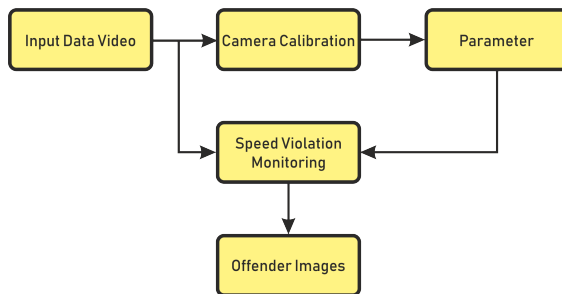 Input Data Video
Camera Calibration
Parameter
Speed Violation
Monitoring
Offender Images